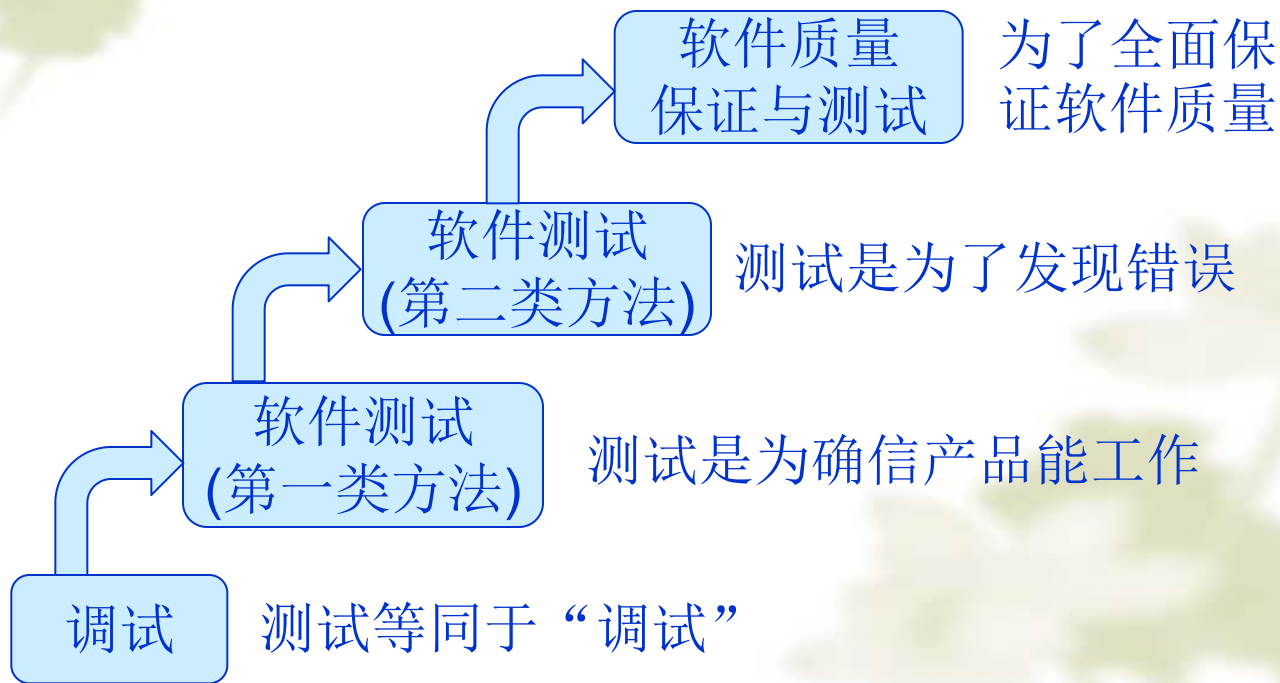 软件质量
保证与测试
为了全面保
证软件质量
软件测试
(第二类方法)
测试是为了发现错误
软件测试
(第一类方法)
测试是为确信产品能工作
调试
测试等同于“调试”